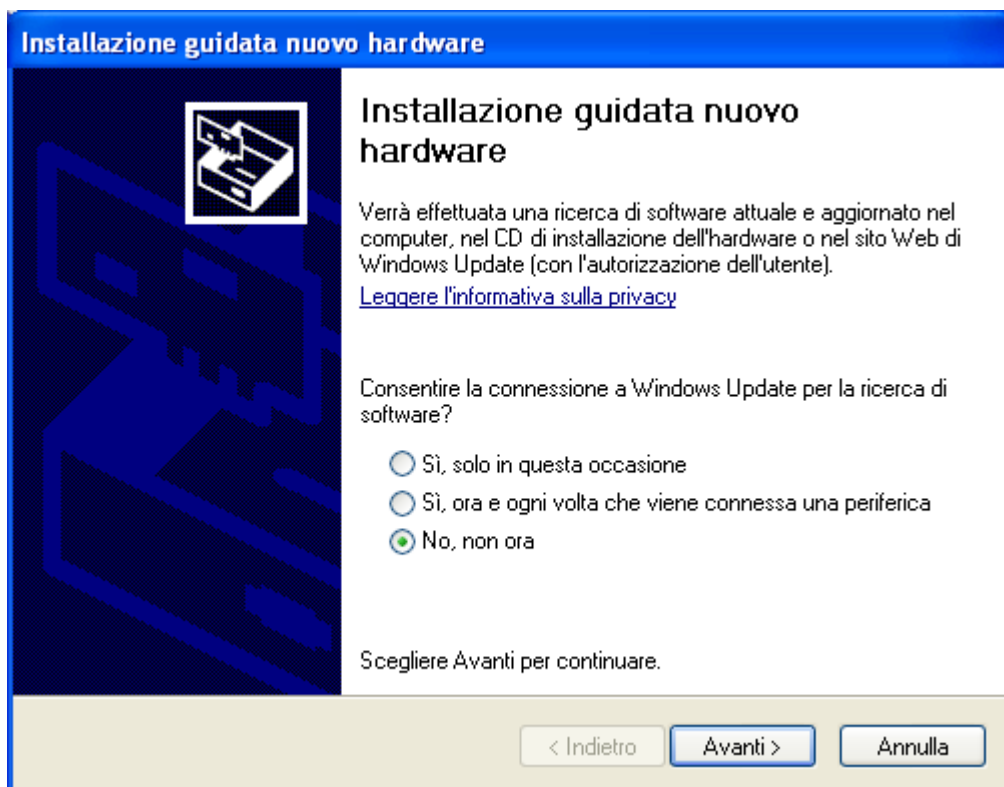 Installazione guidata nuovo hardware
Installazione guidata nuovo
hardware
Verrà effettuata una ricerca di software attuale e aggiornato nel
computer, nel CD di installazione dell'hardware o nel sito Web di
Windows Update (con l'autorizzazione dell'utente).
Leggere l'informativa sulla privacy
Consentire la connessione a Windows Update per la ricerca di
software?
Sì, solo in questa occasione
Sì, ora e ogni volta che viene connessa una periferica
No, non ora
Scegliere Avanti per continuare.
< Indietro
Avanti >
Annulla